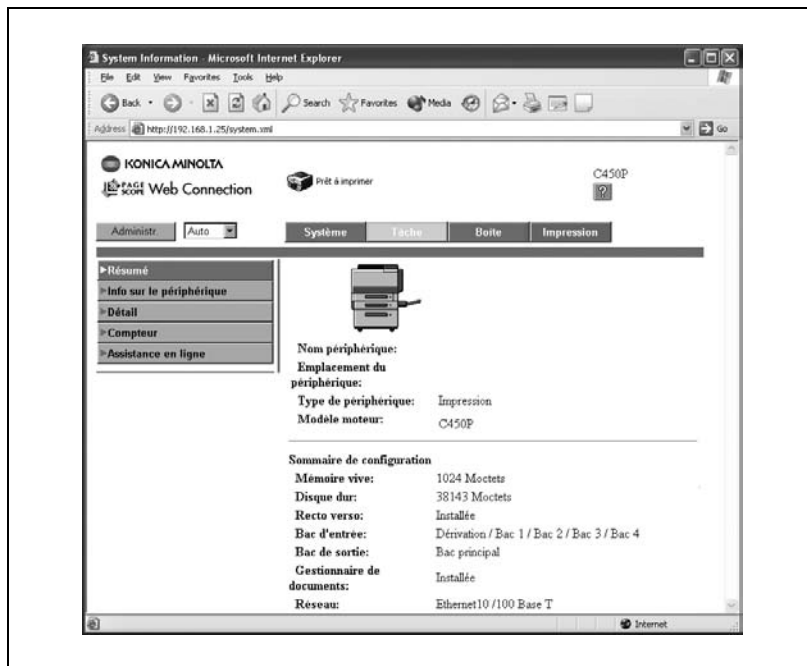 System Information - Microsoft Internet Explorer
File Edit View Favorites Tools Help
Back Search Favorites Media
Address http://192.168.1.25/system.xml Go
KONICA MINOLTA
PAGE SCOPE Web Connection
Prêt à imprimer
C450P
?
Administr. Auto Système Tâche Boîte Impression
Résumé
Info sur le périphérique
Détail
Compteur
Assistance en ligne
Nom périphérique:
Emplacement du
périphérique:
Type de périphérique: Impression
Modèle moteur: C450P
Sommaire de configuration
Mémoire vive: 1024 Moctets
Disque dur: 38143 Moctets
Recto verso: Installée
Bac d'entrée: Dérivation / Bac 1 / Bac 2 / Bac 3 / Bac 4
Bac de sortie: Bac principal
Gestionnaire de
documents: Installée
Réseau: Ethernet10 /100 Base T
Internet